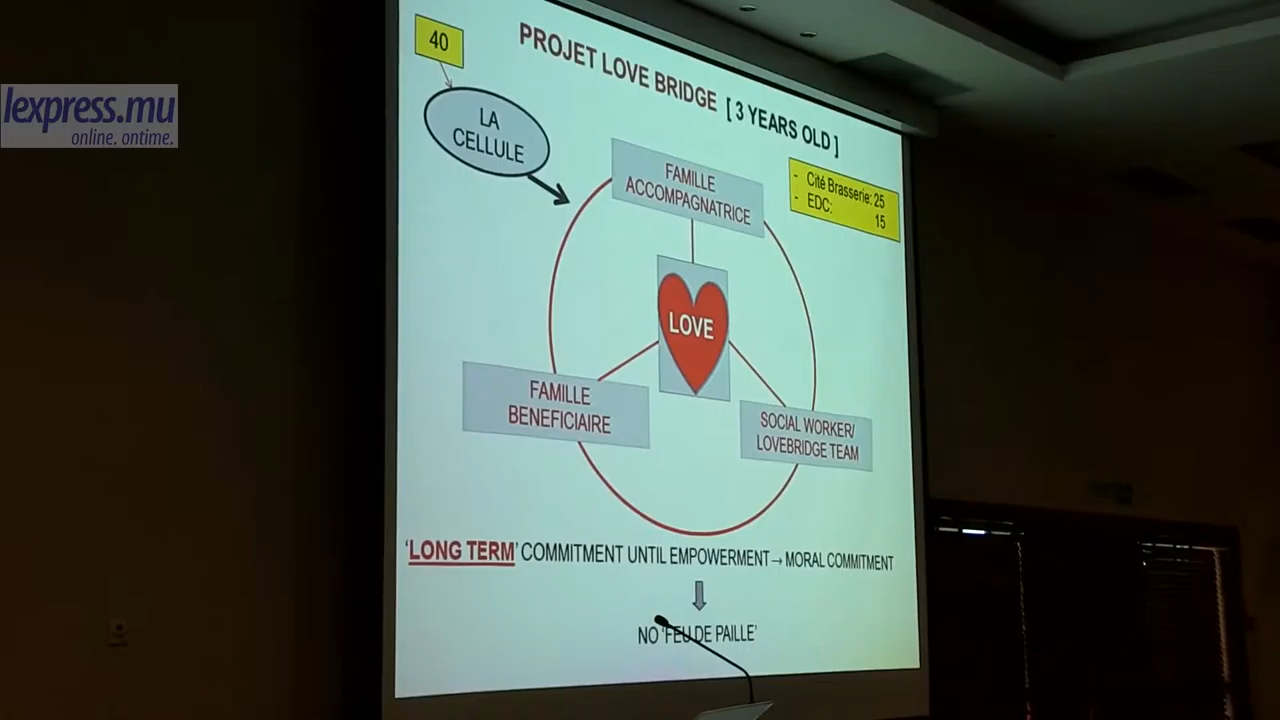 lexpress.mu
online. ontime.
40
PROJET LOVE BRIDGE [ 3 YEARS OLD ]
LA
CELLULE
FAMILLE
ACCOMPAGNATRICE
- Cité Brasserie: 25
- EDC: 15
LOVE
FAMILLE
BENEFICIAIRE
SOCIAL WORKER/
LOVEBRIDGE TEAM
'LONG TERM' COMMITMENT UNTIL EMPOWERMENT → MORAL COMMITMENT
NO 'FEU DE PAILLE'